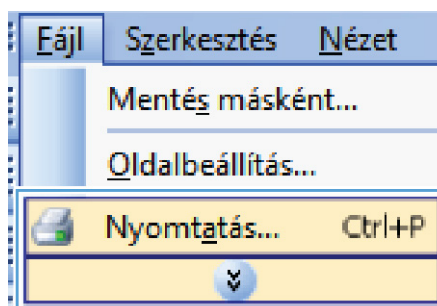 Fájl Szerkesztés Nézet
Mentés másként...
Oldalbeállítás...
Nyomtatás... Ctrl+P